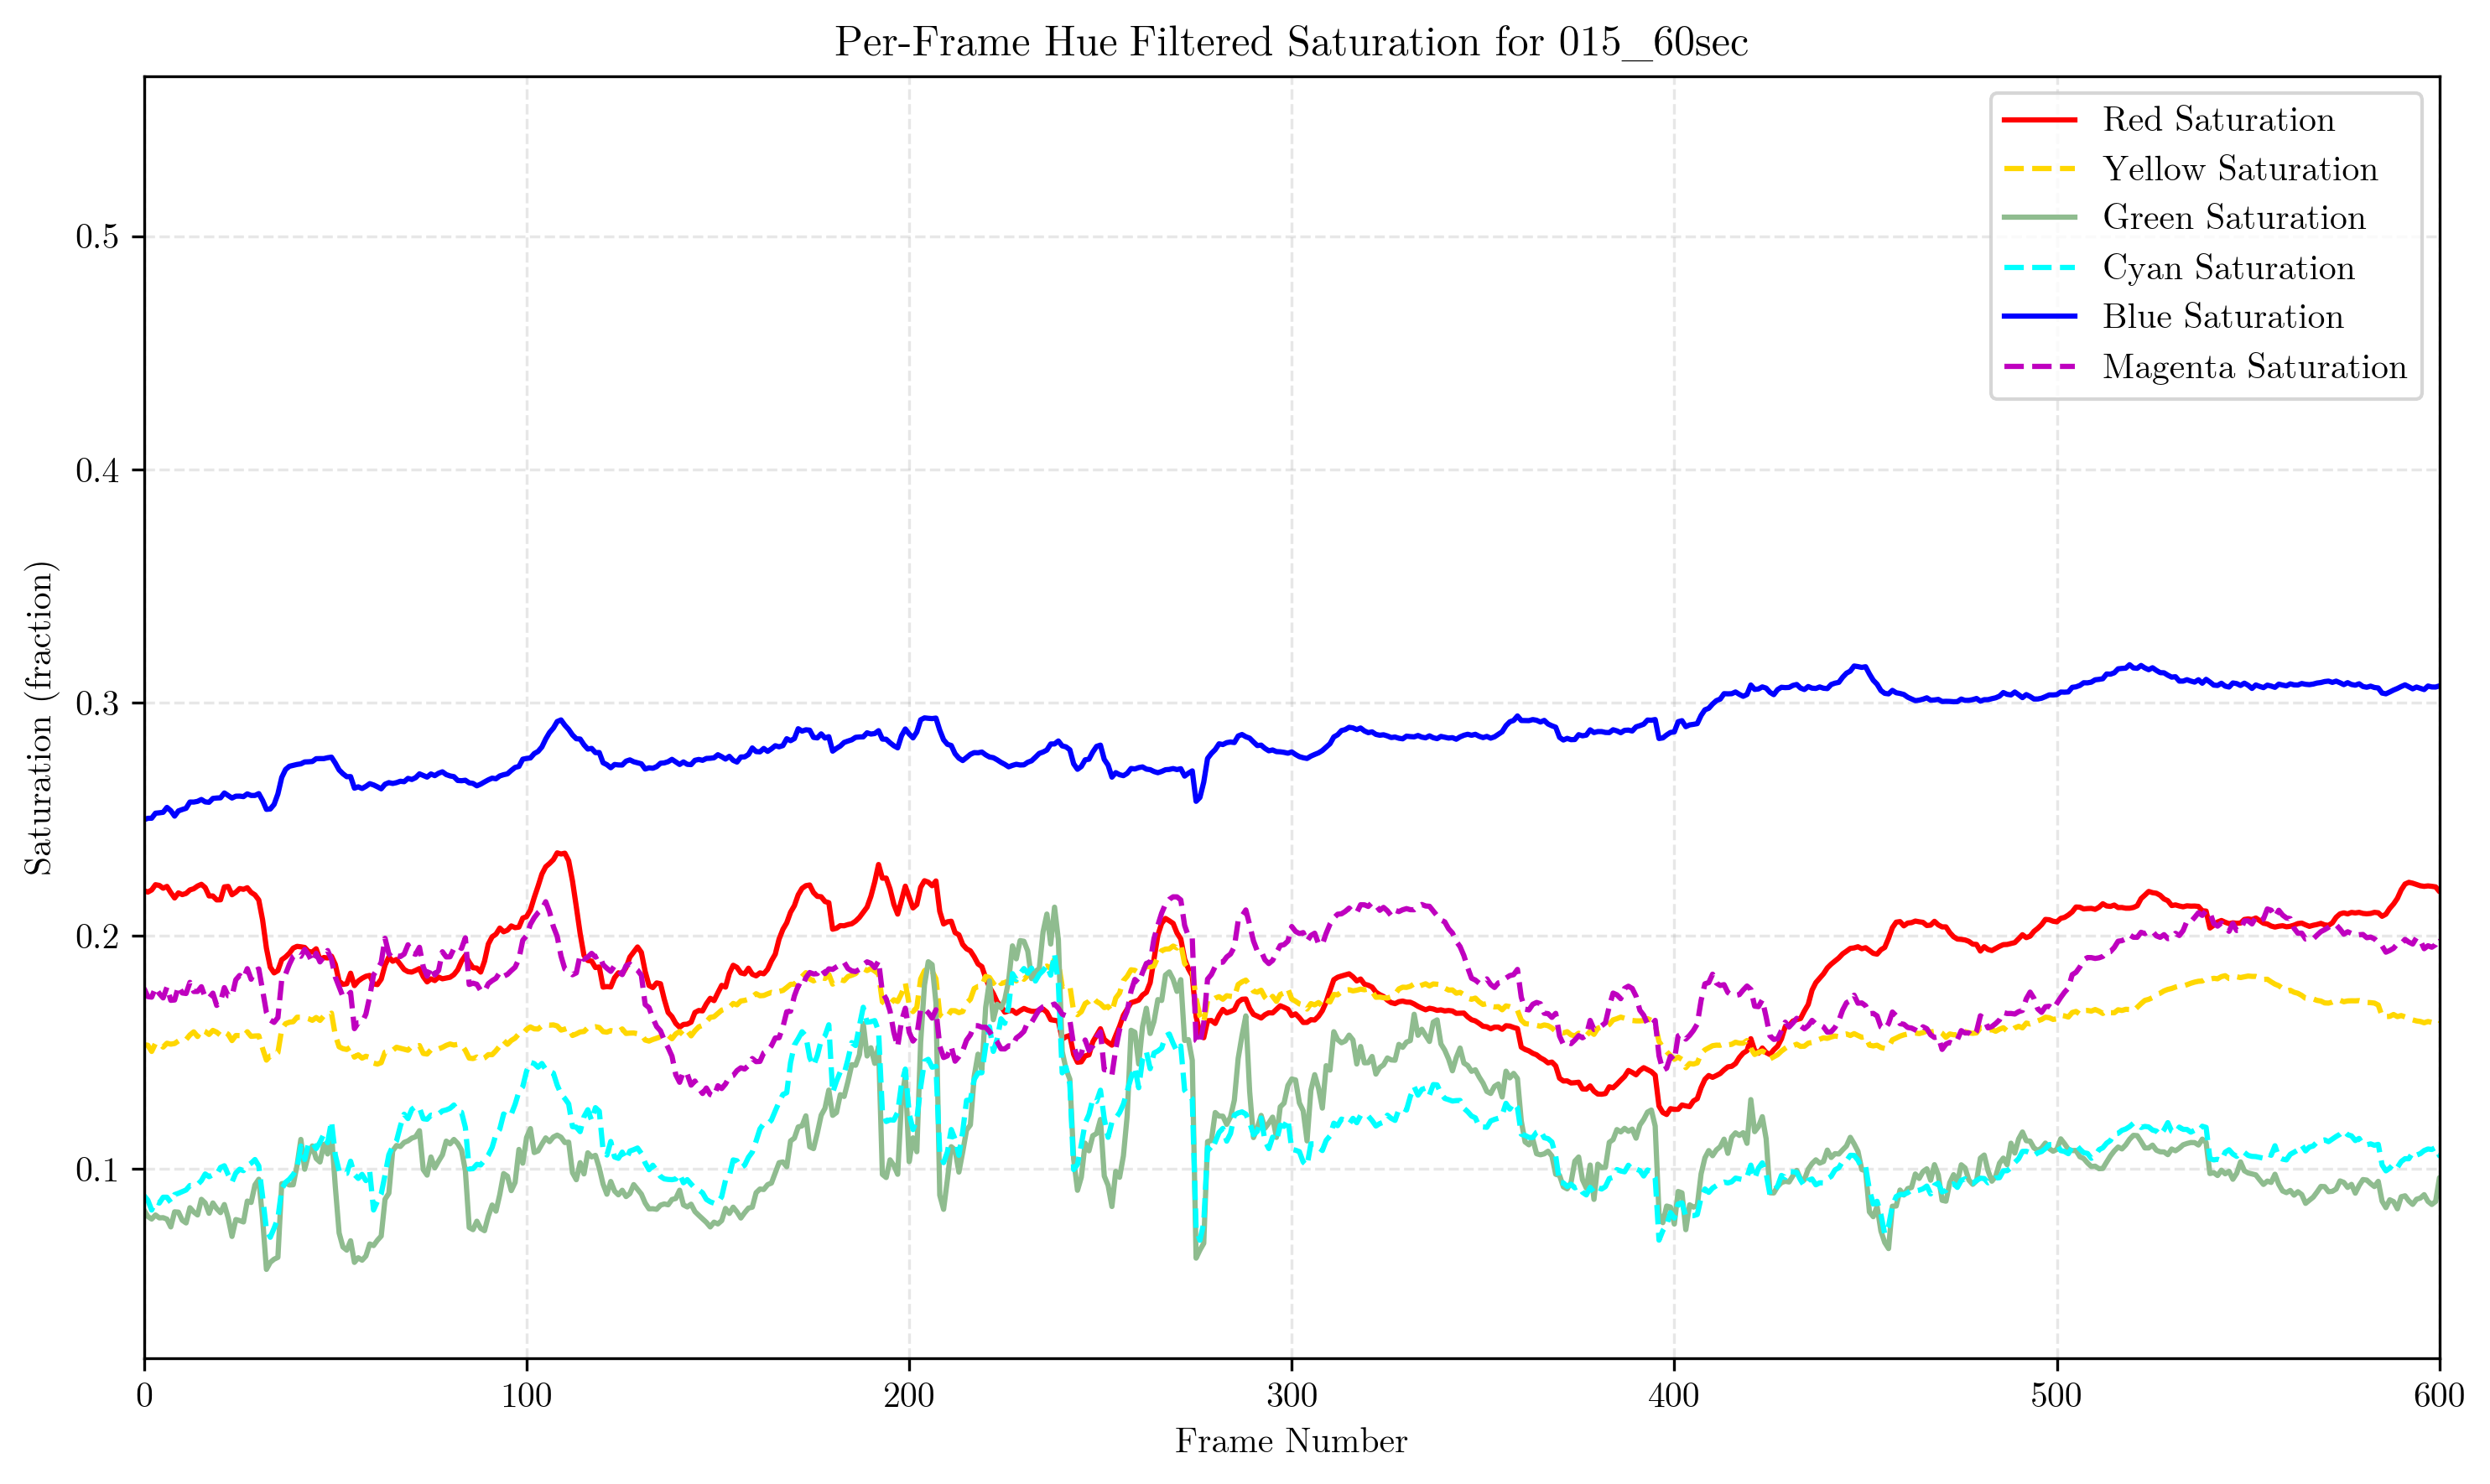 Per-Frame Hue Filtered Saturation for 015_60sec
Red Saturation
Yellow Saturation
Green Saturation
Cyan Saturation
Blue Saturation
Magenta Saturation
Saturation (fraction)
0.5
0.4
0.3
0.2
0.1
0 100 200 300 400 500 600
Frame Number